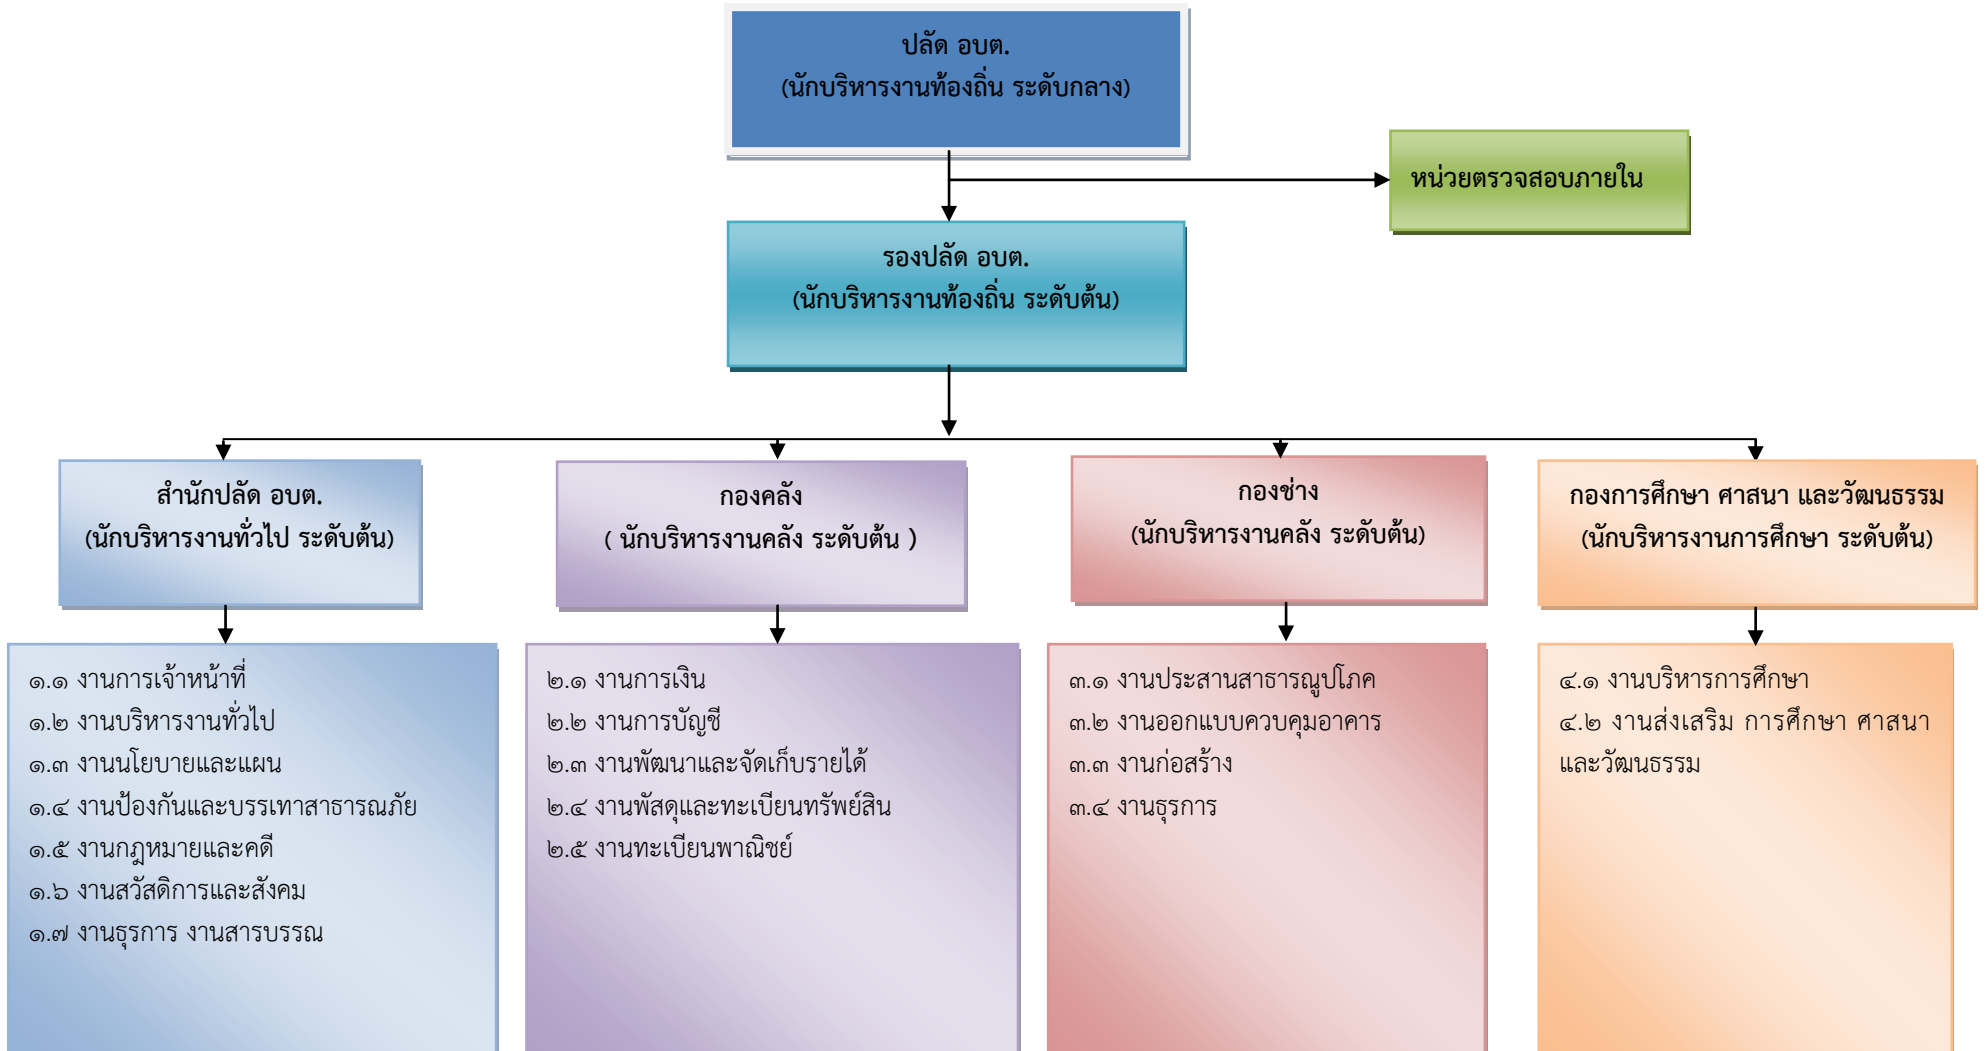 ปลัด อบต.
(นักบริหารงานท้องถิ่น ระดับกลาง)
หน่วยตรวจสอบภายใน
รองปลัด อบต.
(นักบริหารงานท้องถิ่น ระดับต้น)
สำนักปลัด อบต.
(นักบริหารงานทั่วไป ระดับต้น)
กองคลัง
( นักบริหารงานคลัง ระดับต้น )
กองช่าง
(นักบริหารงานคลัง ระดับต้น)
กองการศึกษา ศาสนา และวัฒนธรรม
(นักบริหารงานการศึกษา ระดับต้น)
๑.๑ งานการเจ้าหน้าที่
๑.๒ งานบริหารงานทั่วไป
๑.๓ งานนโยบายและแผน
๑.๔ งานป้องกันและบรรเทาสาธารณภัย
๑.๕ งานกฎหมายและคดี
๑.๖ งานสวัสดิการและสังคม
๑.๗ งานธุรการ งานสารบรรณ
๒.๑ งานการเงิน
๒.๒ งานการบัญชี
๒.๓ งานพัฒนาและจัดเก็บรายได้
๒.๔ งานพัสดุและทะเบียนทรัพย์สิน
๒.๕ งานทะเบียนพาณิชย์
๓.๑ งานประสานสาธารณูปโภค
๓.๒ งานออกแบบควบคุมอาคาร
๓.๓ งานก่อสร้าง
๓.๔ งานธุรการ
๔.๑ งานบริหารการศึกษา
๔.๒ งานส่งเสริม การศึกษา ศาสนา
และวัฒนธรรม